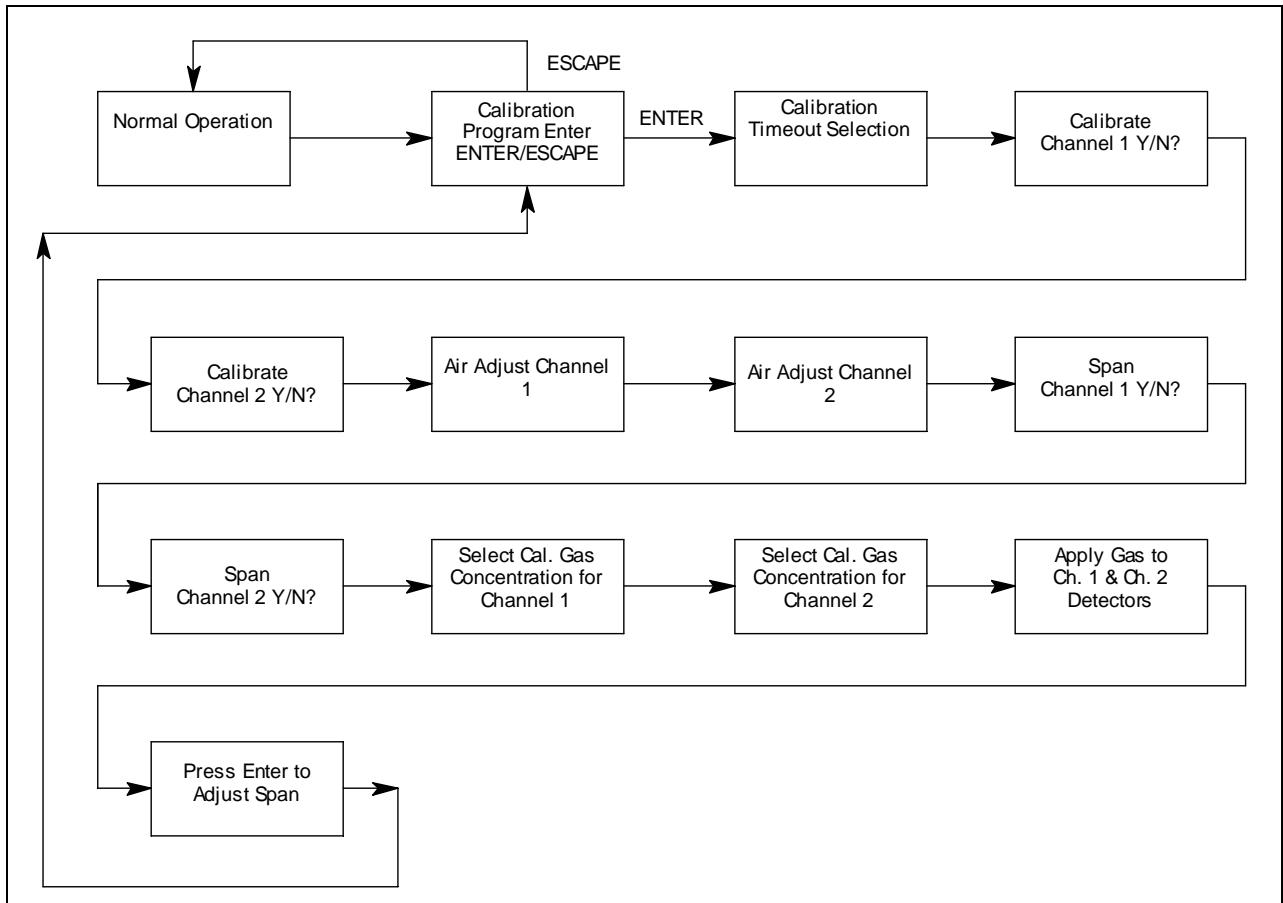 ESCAPE
Normal Operation
Calibration
Program Enter
ENTER/ESCAPE
ENTER
Calibration
Timeout Selection
Calibrate
Channel 1 Y/N?
Calibrate
Channel 2 Y/N?
Air Adjust Channel
1
Air Adjust Channel
2
Span
Channel 1 Y/N?
Span
Channel 2 Y/N?
Select Cal. Gas
Concentration for
Channel 1
Select Cal. Gas
Concentration for
Channel 2
Apply Gas to
Ch. 1 & Ch. 2
Detectors
Press Enter to
Adjust Span